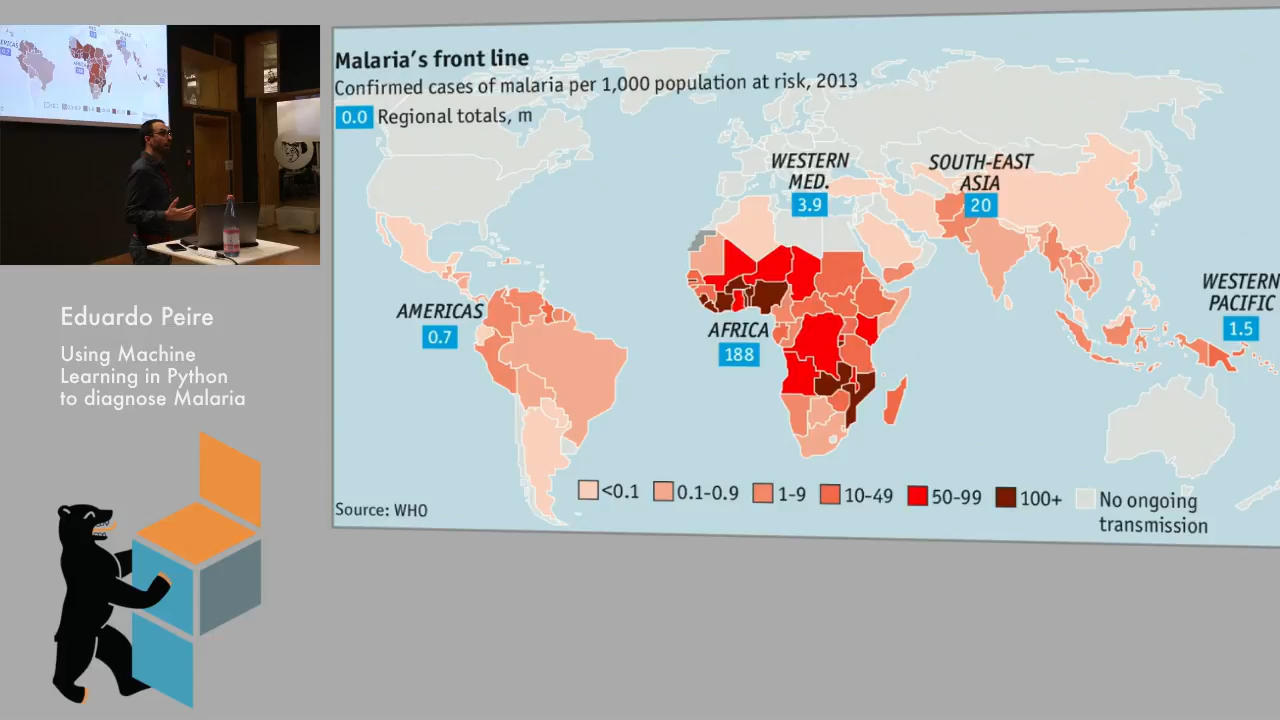 Malaria's front line
Confirmed cases of malaria per 1,000 population at risk, 2013
0.0 Regional totals, m
WESTERN
MED.
3.9
SOUTH-EAST
ASIA
20
WESTERN
PACIFIC
1.5
AMERICAS
0.7
AFRICA
188
<0.1
0.1-0.9
1-9
10-49
50-99
100+
No ongoing
transmission
Source: WHO
Eduardo Peire
Using Machine
Learning in Python
to diagnose Malaria